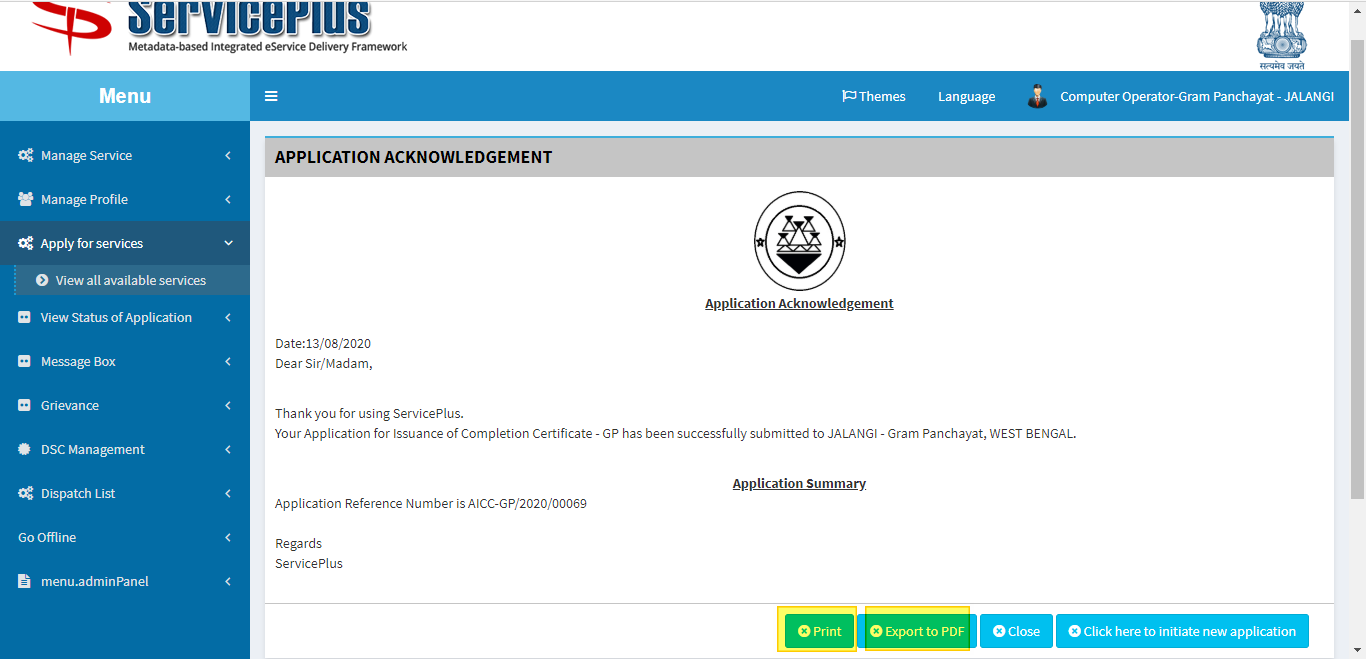 ServicePlus
Metadata-based Integrated eService Delivery Framework
सत्यमेव जयते
Menu
Themes
Language
Computer Operator-Gram Panchayat - JALANGI
Manage Service
Manage Profile
Apply for services
View all available services
View Status of Application
Message Box
Grievance
DSC Management
Dispatch List
Go Offline
menu.adminPanel
APPLICATION ACKNOWLEDGEMENT
Application Acknowledgement
Date:13/08/2020
Dear Sir/Madam,
Thank you for using ServicePlus.
Your Application for Issuance of Completion Certificate - GP has been successfully submitted to JALANGI - Gram Panchayat, WEST BENGAL.
Application Summary
Application Reference Number is AICC-GP/2020/00069
Regards
ServicePlus
Print
Export to PDF
Close
Click here to initiate new application